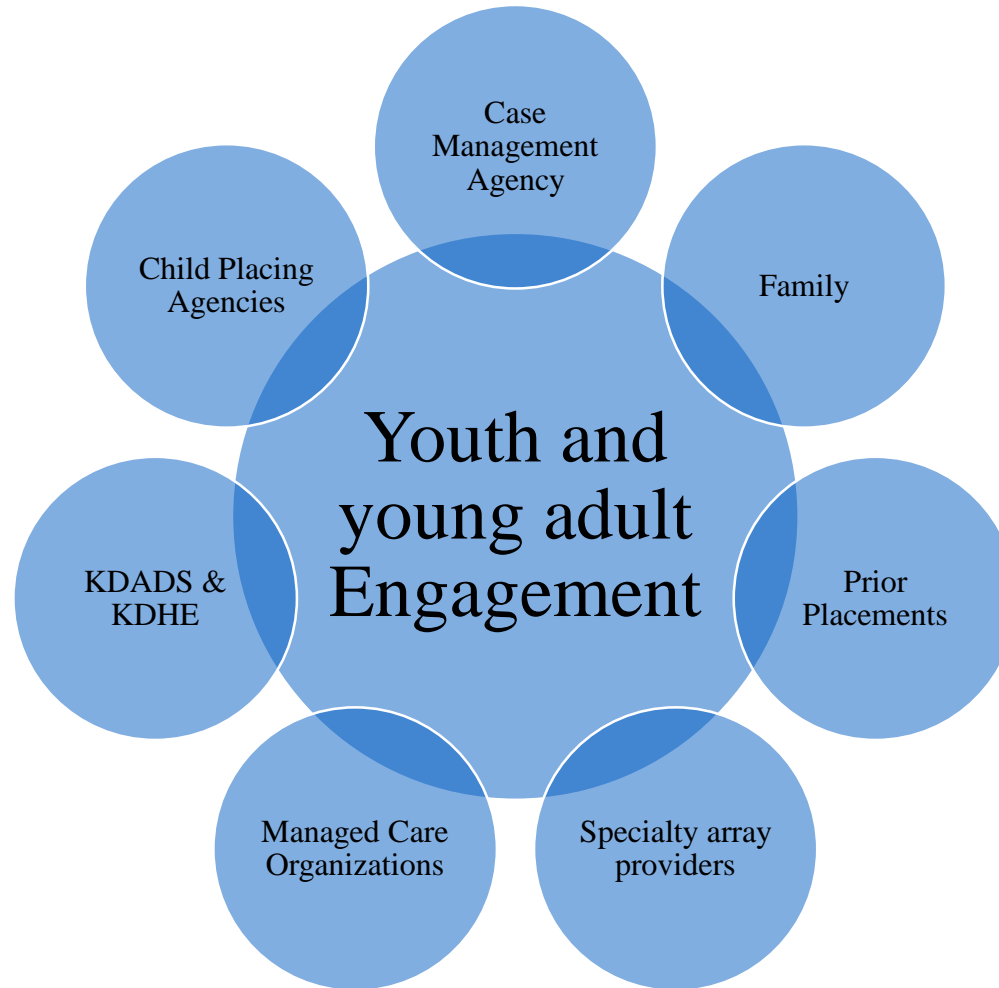 Case
Management
Agency
Child Placing
Agencies
Family
Youth and
young adult
Engagement
KDADS &
KDHE
Prior
Placements
Managed Care
Organizations
Specialty array
providers